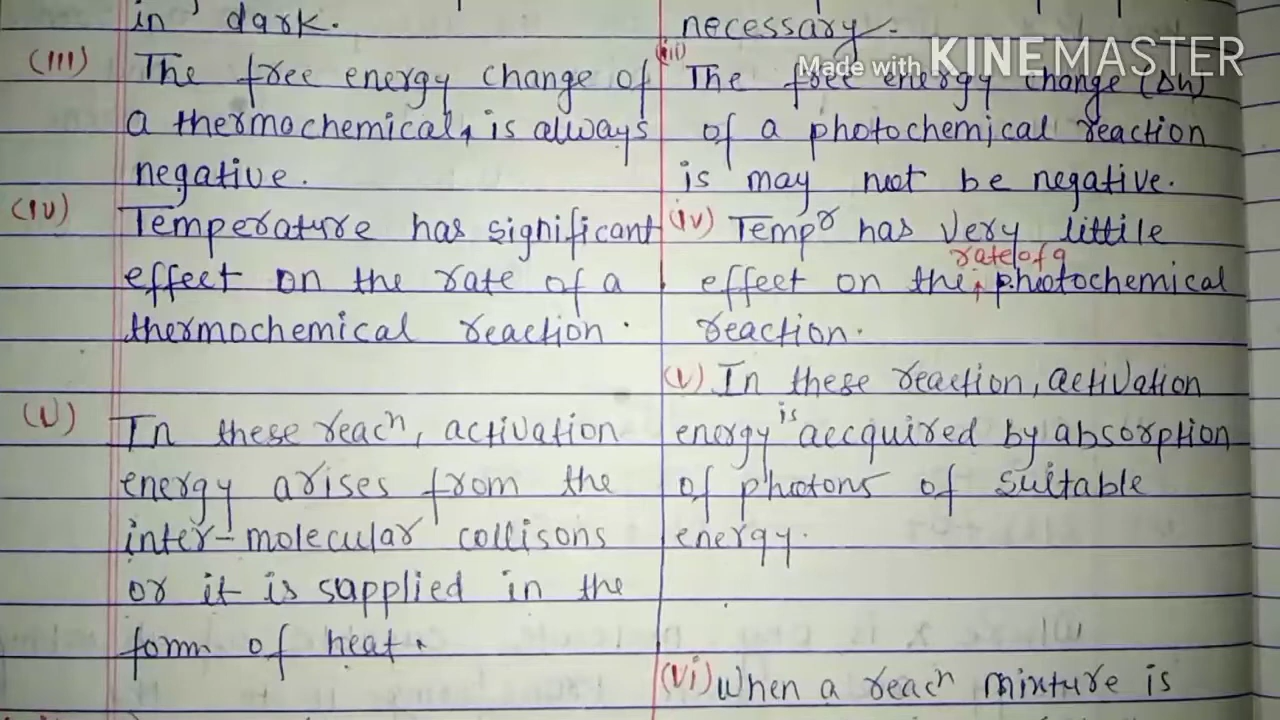 in dark.
(III) The free energy change of
a thermochemical, is always
negative.
(IV) Temperature has significant
effect on the rate of a
thermochemical reaction.
(V) In these reacn, activation
energy arises from the
inter-molecular collisons
or it is sapplied in the
form of heat.
necessary.
Made with KINEMASTER
(iii) The free energy change (Δh)
of a photochemical reaction
is may not be negative.
(iv) Tempr has very littile
rate of a
effect on the photochemical
reaction.
(V) In these reaction, activation
energy is accquired by absorption
of photons of suitable
energy.
(Vi) When a reacn mixture is